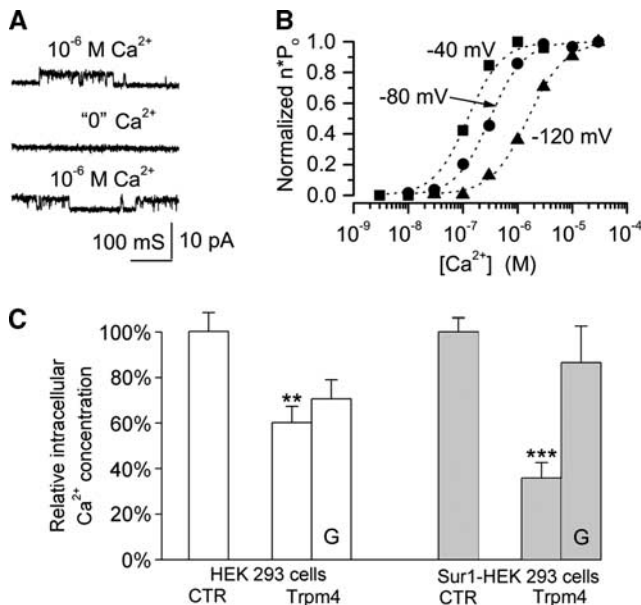 A
10⁻⁶ M Ca²⁺
"0" Ca²⁺
10⁻⁶ M Ca²⁺
100 mS
10 pA
B
Normalized n*Pₒ
1.0
0.8
0.6
0.4
0.2
0.0
-40 mV
-80 mV
-120 mV
10⁻⁹ 10⁻⁸ 10⁻⁷ 10⁻⁶ 10⁻⁵ 10⁻⁴
[Ca²⁺] (M)
C
Relative intracellular
Ca²⁺ concentration
100%
80%
60%
40%
20%
0%
**
G
***
G
HEK 293 cells
CTR Trpm4
Sur1-HEK 293 cells
CTR Trpm4